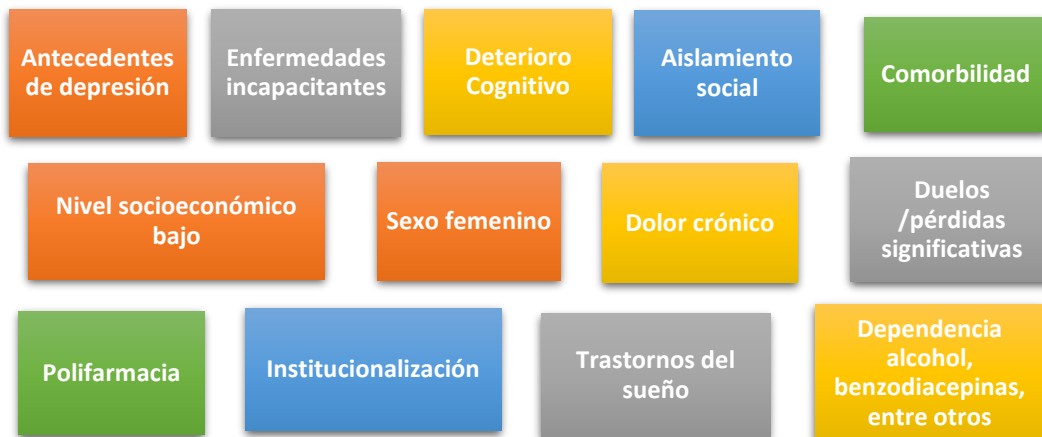 Antecedentes
de depresión
Enfermedades
incapacitantes
Deterioro
Cognitivo
Aislamiento
social
Comorbilidad
Nivel socioeconómico
bajo
Sexo femenino
Dolor crónico
Duelos
/pérdidas
significativas
Polifarmacia
Institucionalización
Trastornos del
sueño
Dependencia
alcohol,
benzodiacepinas,
entre otros